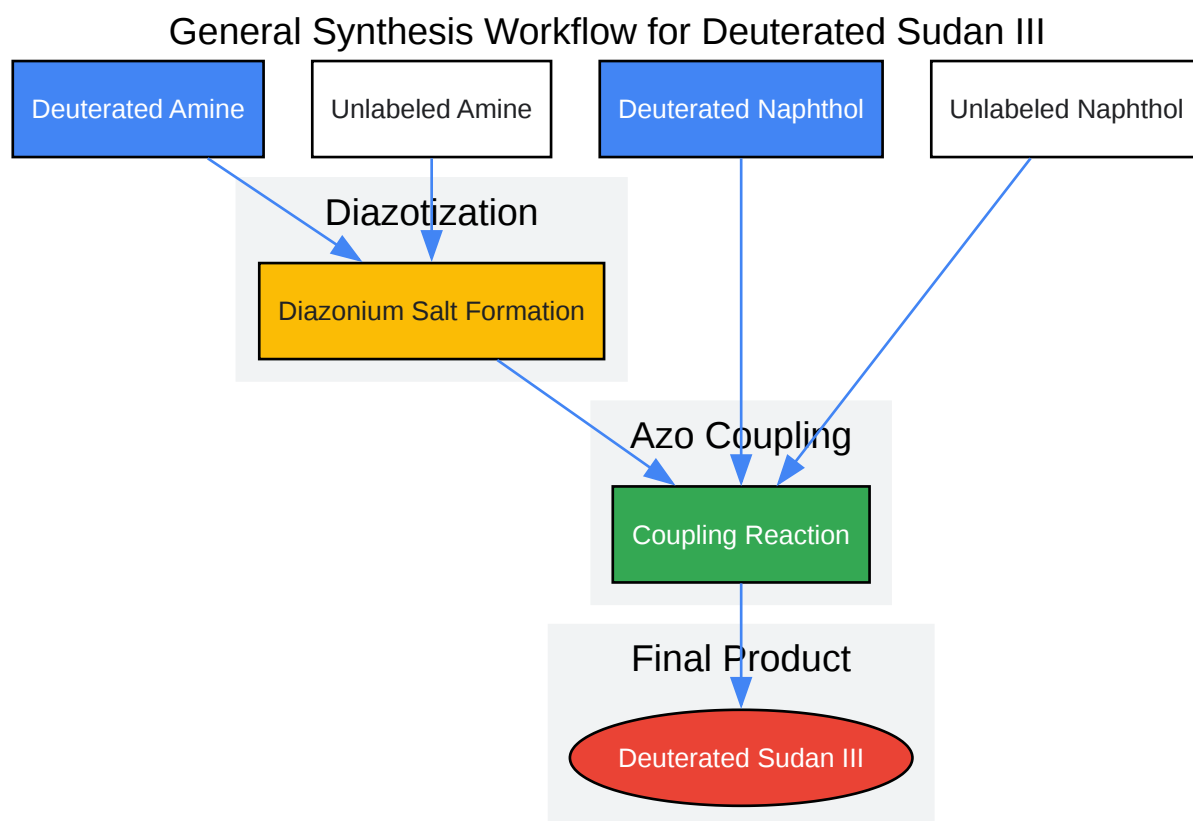 General Synthesis Workflow for Deuterated Sudan III
Deuterated Amine
Unlabeled Amine
Deuterated Naphthol
Unlabeled Naphthol
Diazotization
Diazonium Salt Formation
Azo Coupling
Coupling Reaction
Final Product
Deuterated Sudan III